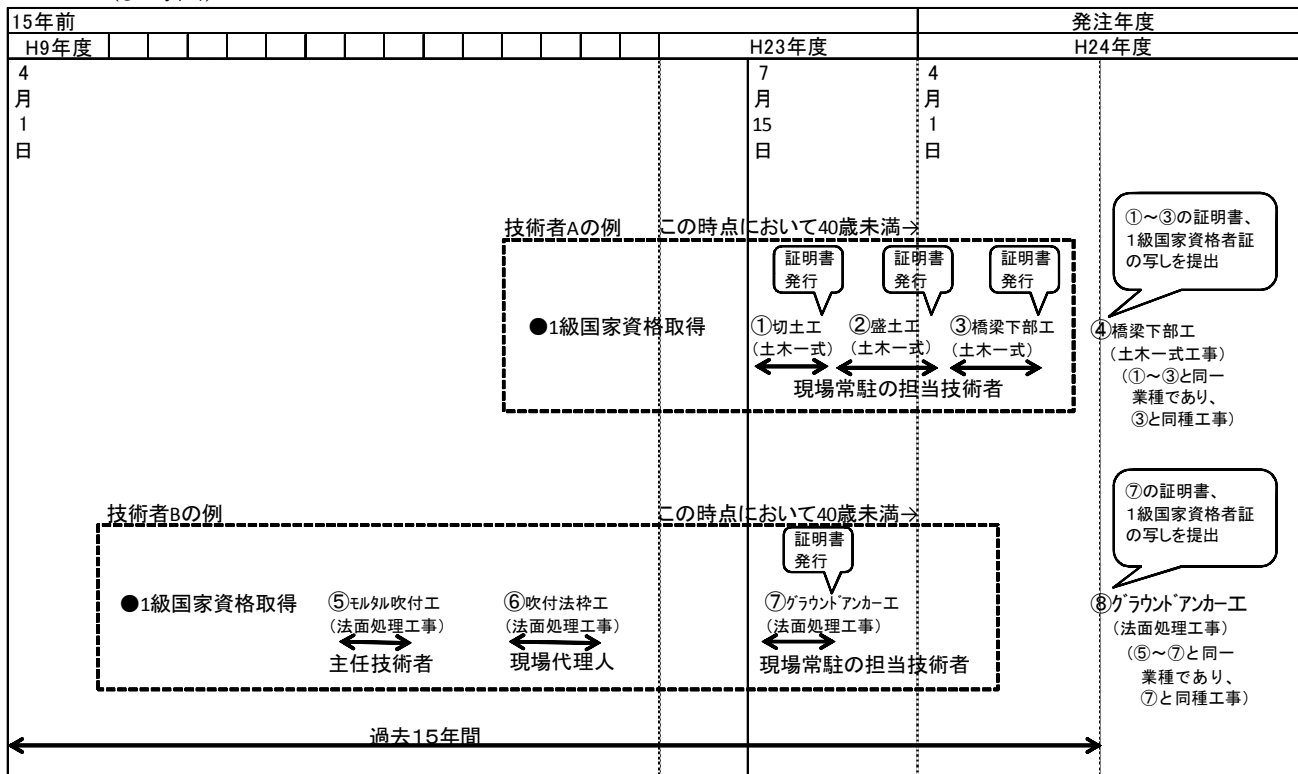 15年前
発注年度
H9年度
H23年度
H24年度
4
月
1
日
7
月
15
日
4
月
1
日
技術者Aの例
この時点において40歳未満→
証明書
発行
証明書
発行
証明書
発行
①~③の証明書、
1級国家資格者証
の写しを提出
●1級国家資格取得
①切土工
(土木一式)
②盛土工
(土木一式)
③橋梁下部工
(土木一式)
現場常駐の担当技術者
④橋梁下部工
(土木一式工事)
(①~③と同一
業種であり、
③と同種工事)
技術者Bの例
この時点において40歳未満→
証明書
発行
⑦の証明書、
1級国家資格者証
の写しを提出
●1級国家資格取得
⑤モルタル吹付工
(法面処理工事)
主任技術者
⑥吹付法枠工
(法面処理工事)
現場代理人
⑦グラウンドアンカー工
(法面処理工事)
現場常駐の担当技術者
⑧グラウンドアンカー工
(法面処理工事)
(⑤~⑦と同一
業種であり、
⑦と同種工事)
過去15年間